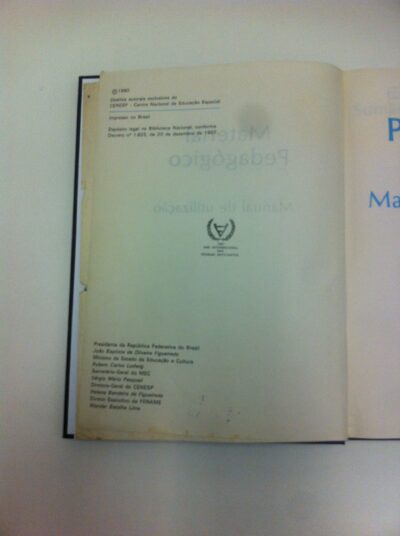 © 1980
Direitos autorais exclusivos do
CENESP - Centro Nacional de Educação Especial
Impresso no Brasil
Depósito legal na Biblioteca Nacional, conforme
Decreto nº 1.825, de 20 de dezembro de 1907.
Material
Pedagógico
Manual de utilização
Presidente da República Federativa do Brasil
João Baptista de Oliveira Figueiredo
Ministro de Estado da Educação e Cultura
Rubem Carlos Ludwig
Secretário-Geral do MEC
Sérgio Mário Pasquali
Diretora-Geral do CENESP
Helena Bandeira de Figueiredo
Diretor Executivo da FENAME
P
Ma